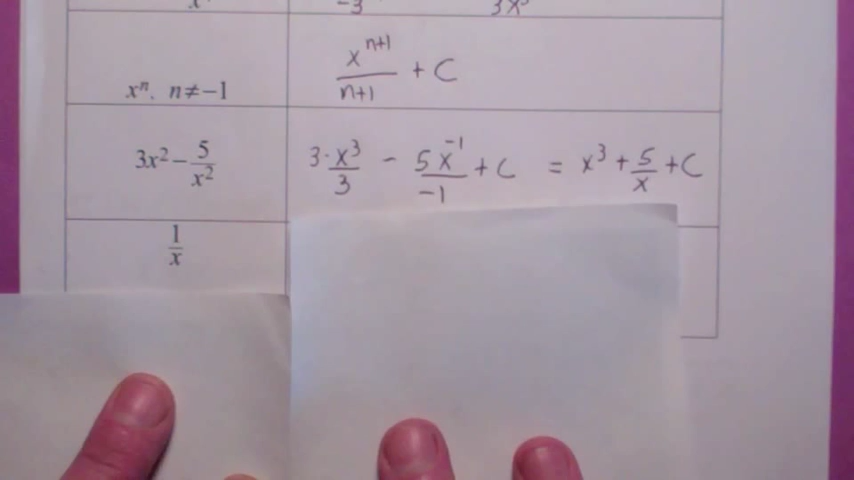 x^n, n≠−1    x^{n+1}/(n+1) + C
3x² − 5/x²    3·x³/3 − 5x^{-1}/−1 + C = x³ + 5/x + C
1/x